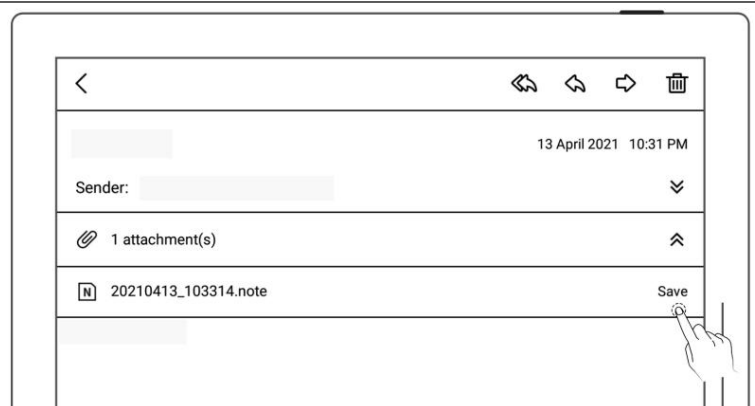 13 April 2021 10:31 PM
Sender:
1 attachment(s)
N 20210413_103314.note Save